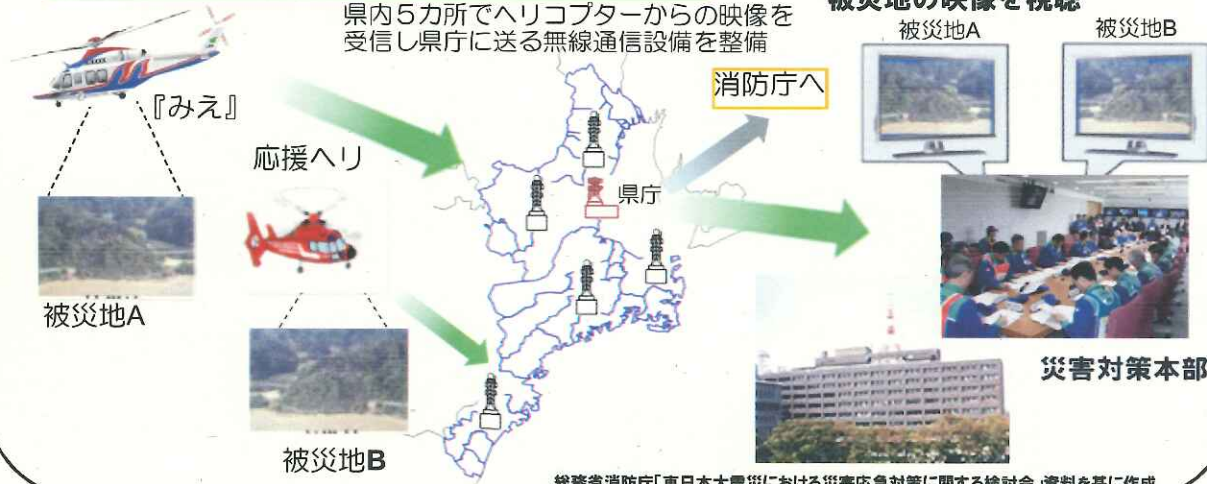 県内5カ所でヘリコプターからの映像を
受信し県庁に送る無線通信設備を整備
被災地の映像を視聴
被災地A
被災地B
『みえ』
消防庁へ
応援ヘリ
県庁
被災地A
被災地B
災害対策本部
総務省消防庁「東日本大震災における災害応急対策に関する検討会」資料を基に作成